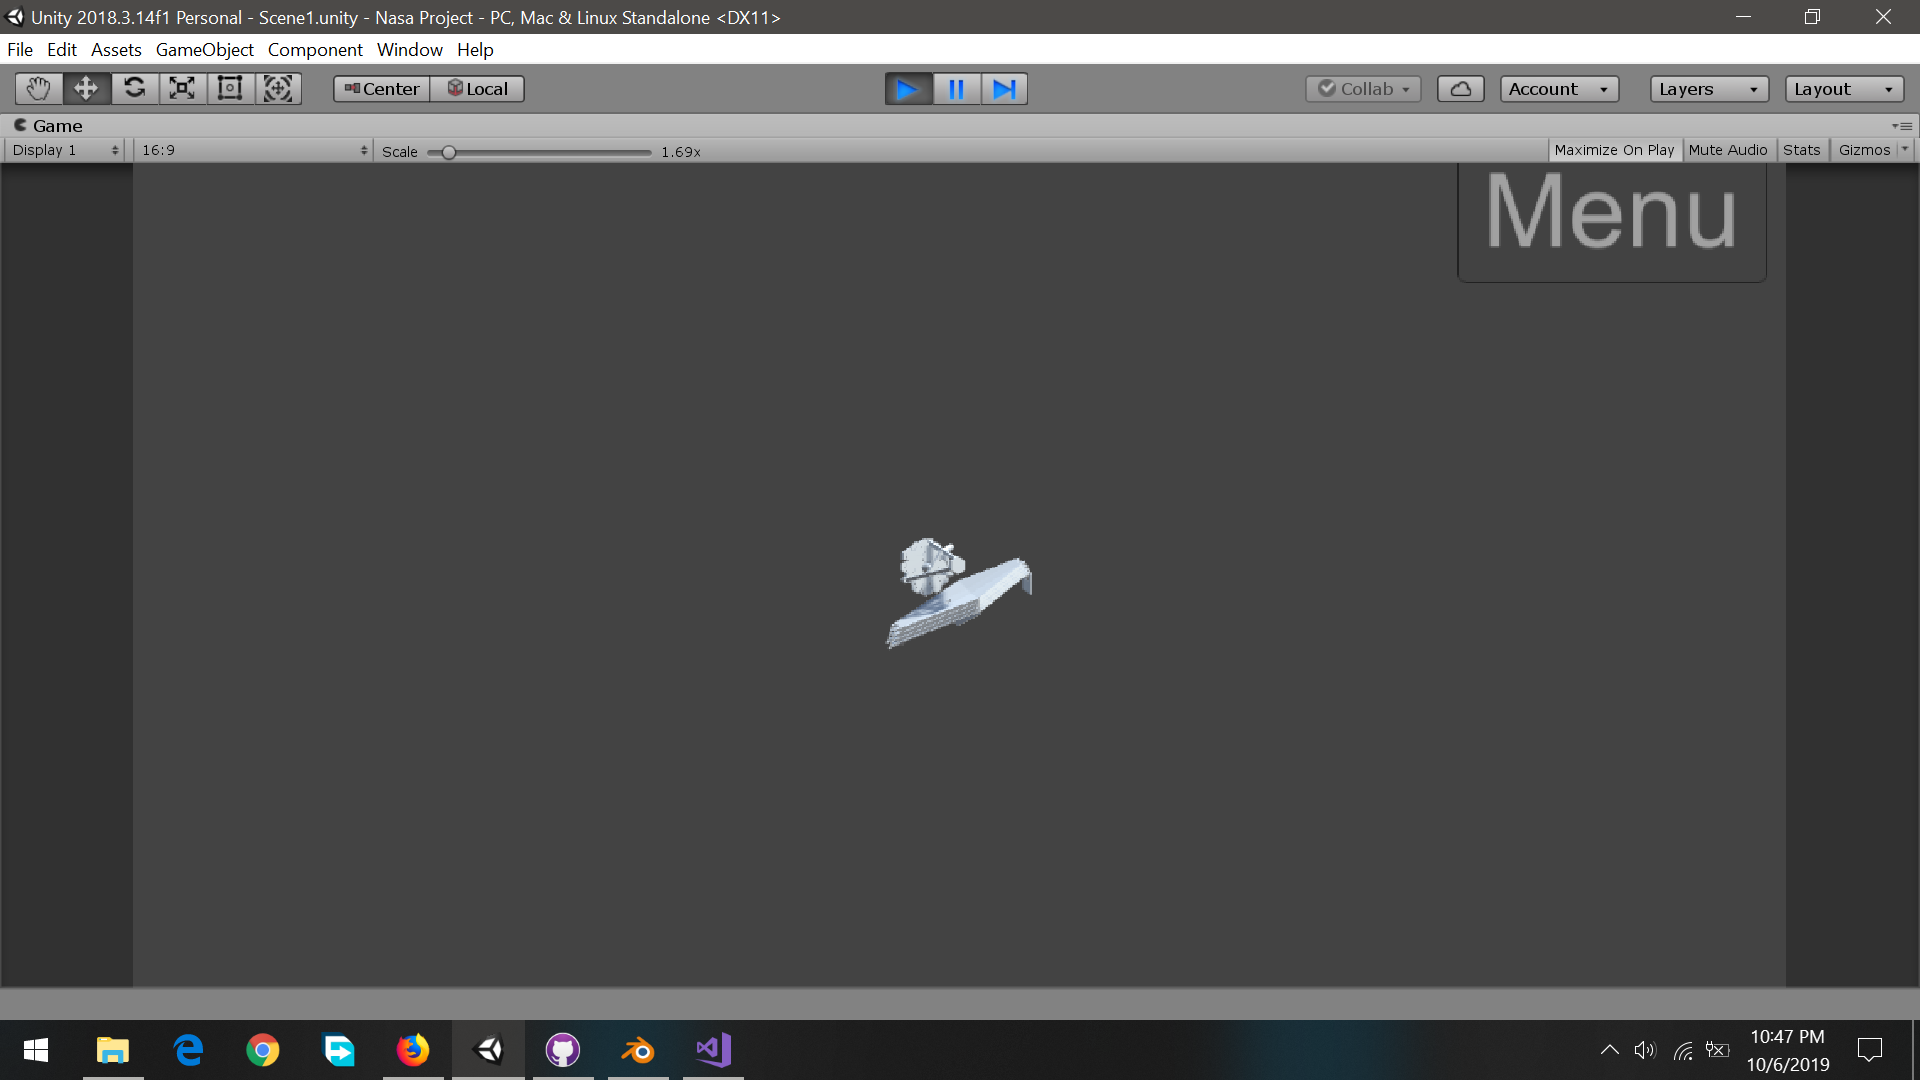 Unity 2018.3.14f1 Personal - Scene1.unity - Nasa Project - PC, Mac & Linux Standalone <DX11>
File Edit Assets GameObject Component Window Help
Center Local Collab Account Layers Layout
Game
Display 1 16:9 Scale 1.69x Maximize On Play Mute Audio Stats Gizmos
Menu
10:47 PM
10/6/2019